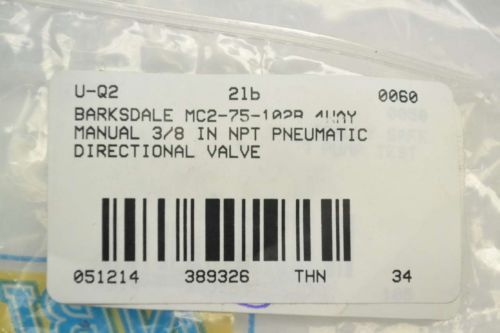 U-Q2 2lb 0060
BARKSDALE MC2-75-102B 4WAY
MANUAL 3/8 IN NPT PNEUMATIC
DIRECTIONAL VALVE
051214 389326 THN 34